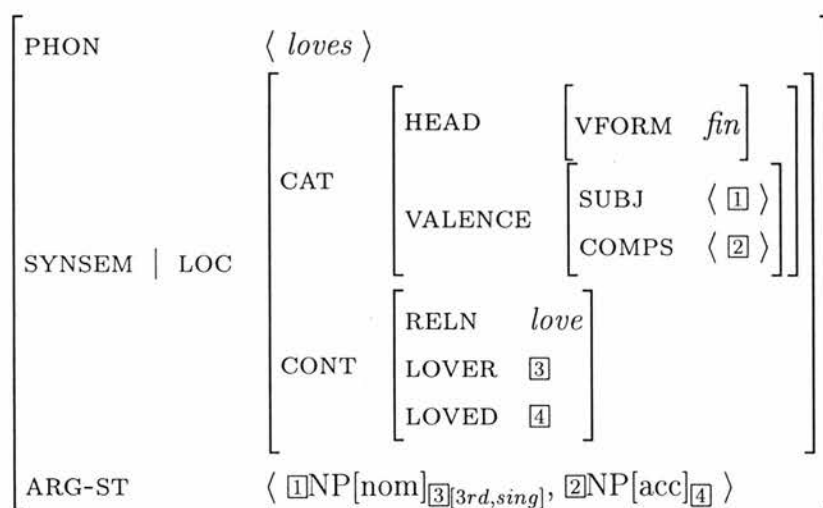 PHON ⟨ loves ⟩
HEAD [VFORM fin]
CAT
SUBJ ⟨ 1 ⟩
VALENCE
COMPS ⟨ 2 ⟩
SYNSEM | LOC
RELN love
CONT LOVER 3
LOVED 4
ARG-ST ⟨ 1NP[nom]3[3rd,sing], 2NP[acc]4 ⟩